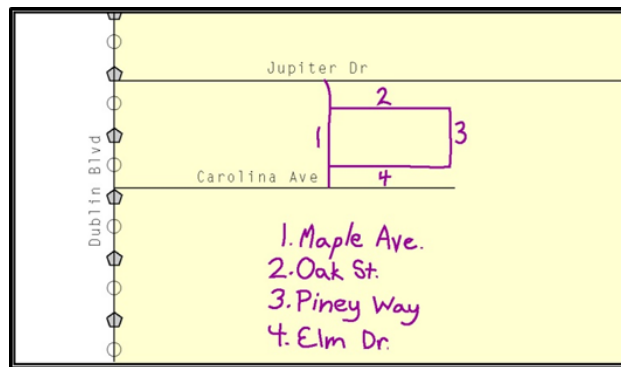 Jupiter Dr
2
1
3
Dublin Blvd
Carolina Ave
4
1. Maple Ave.
2. Oak St.
3. Piney Way
4. Elm Dr.